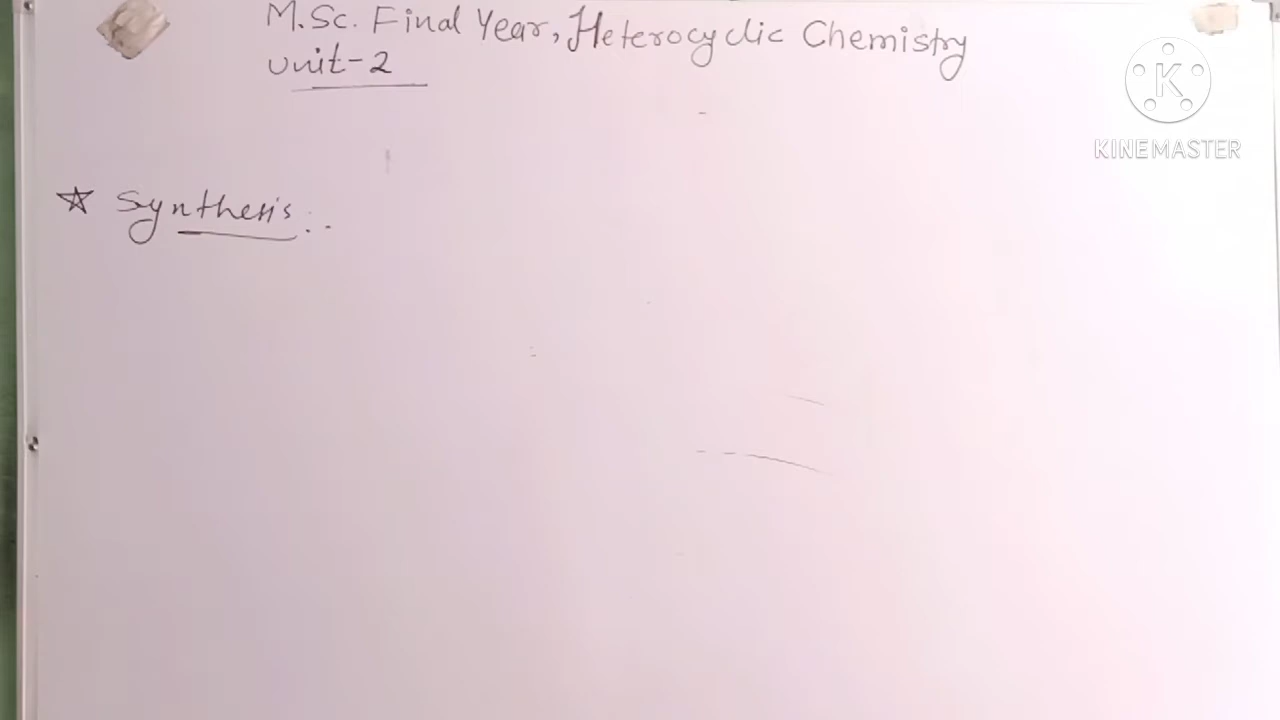 M.Sc. Final Year, Heterocyclic Chemistry
Unit-2
K
KINEMASTER
☆ Synthesis:-